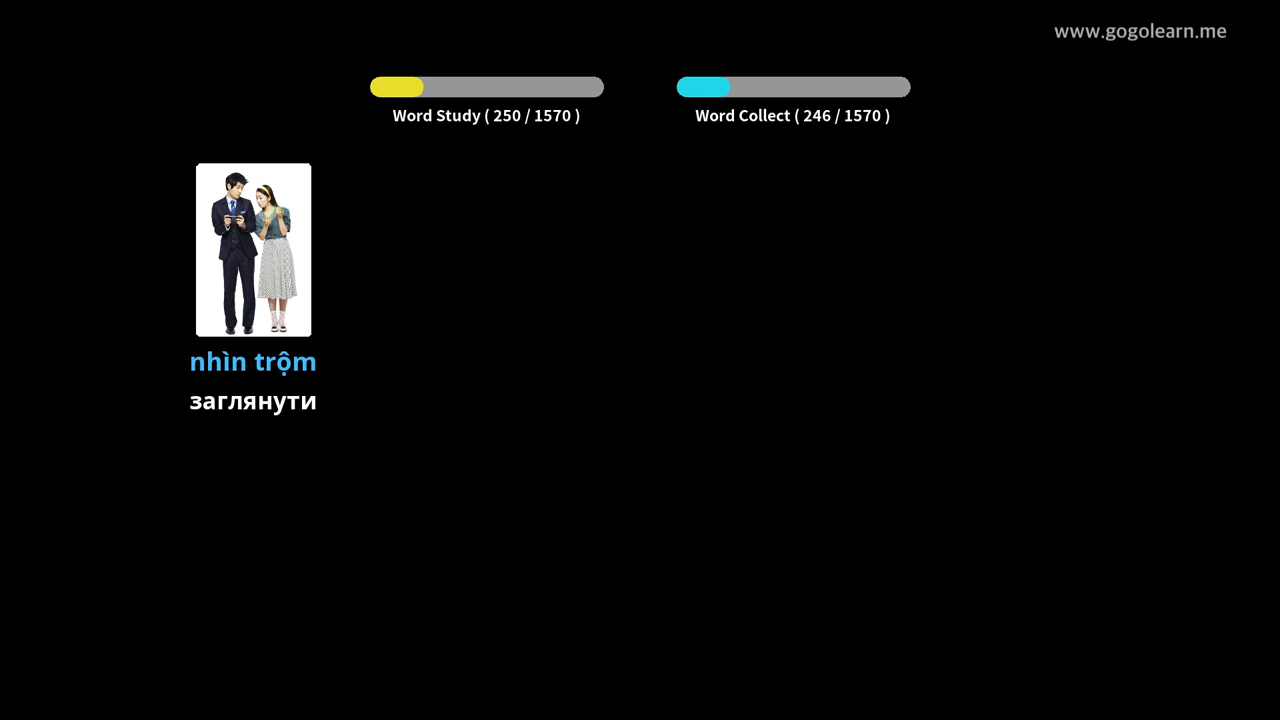 www.gogolearn.me
Word Study ( 250 / 1570 )
Word Collect ( 246 / 1570 )
nhìn trộm
заглянути